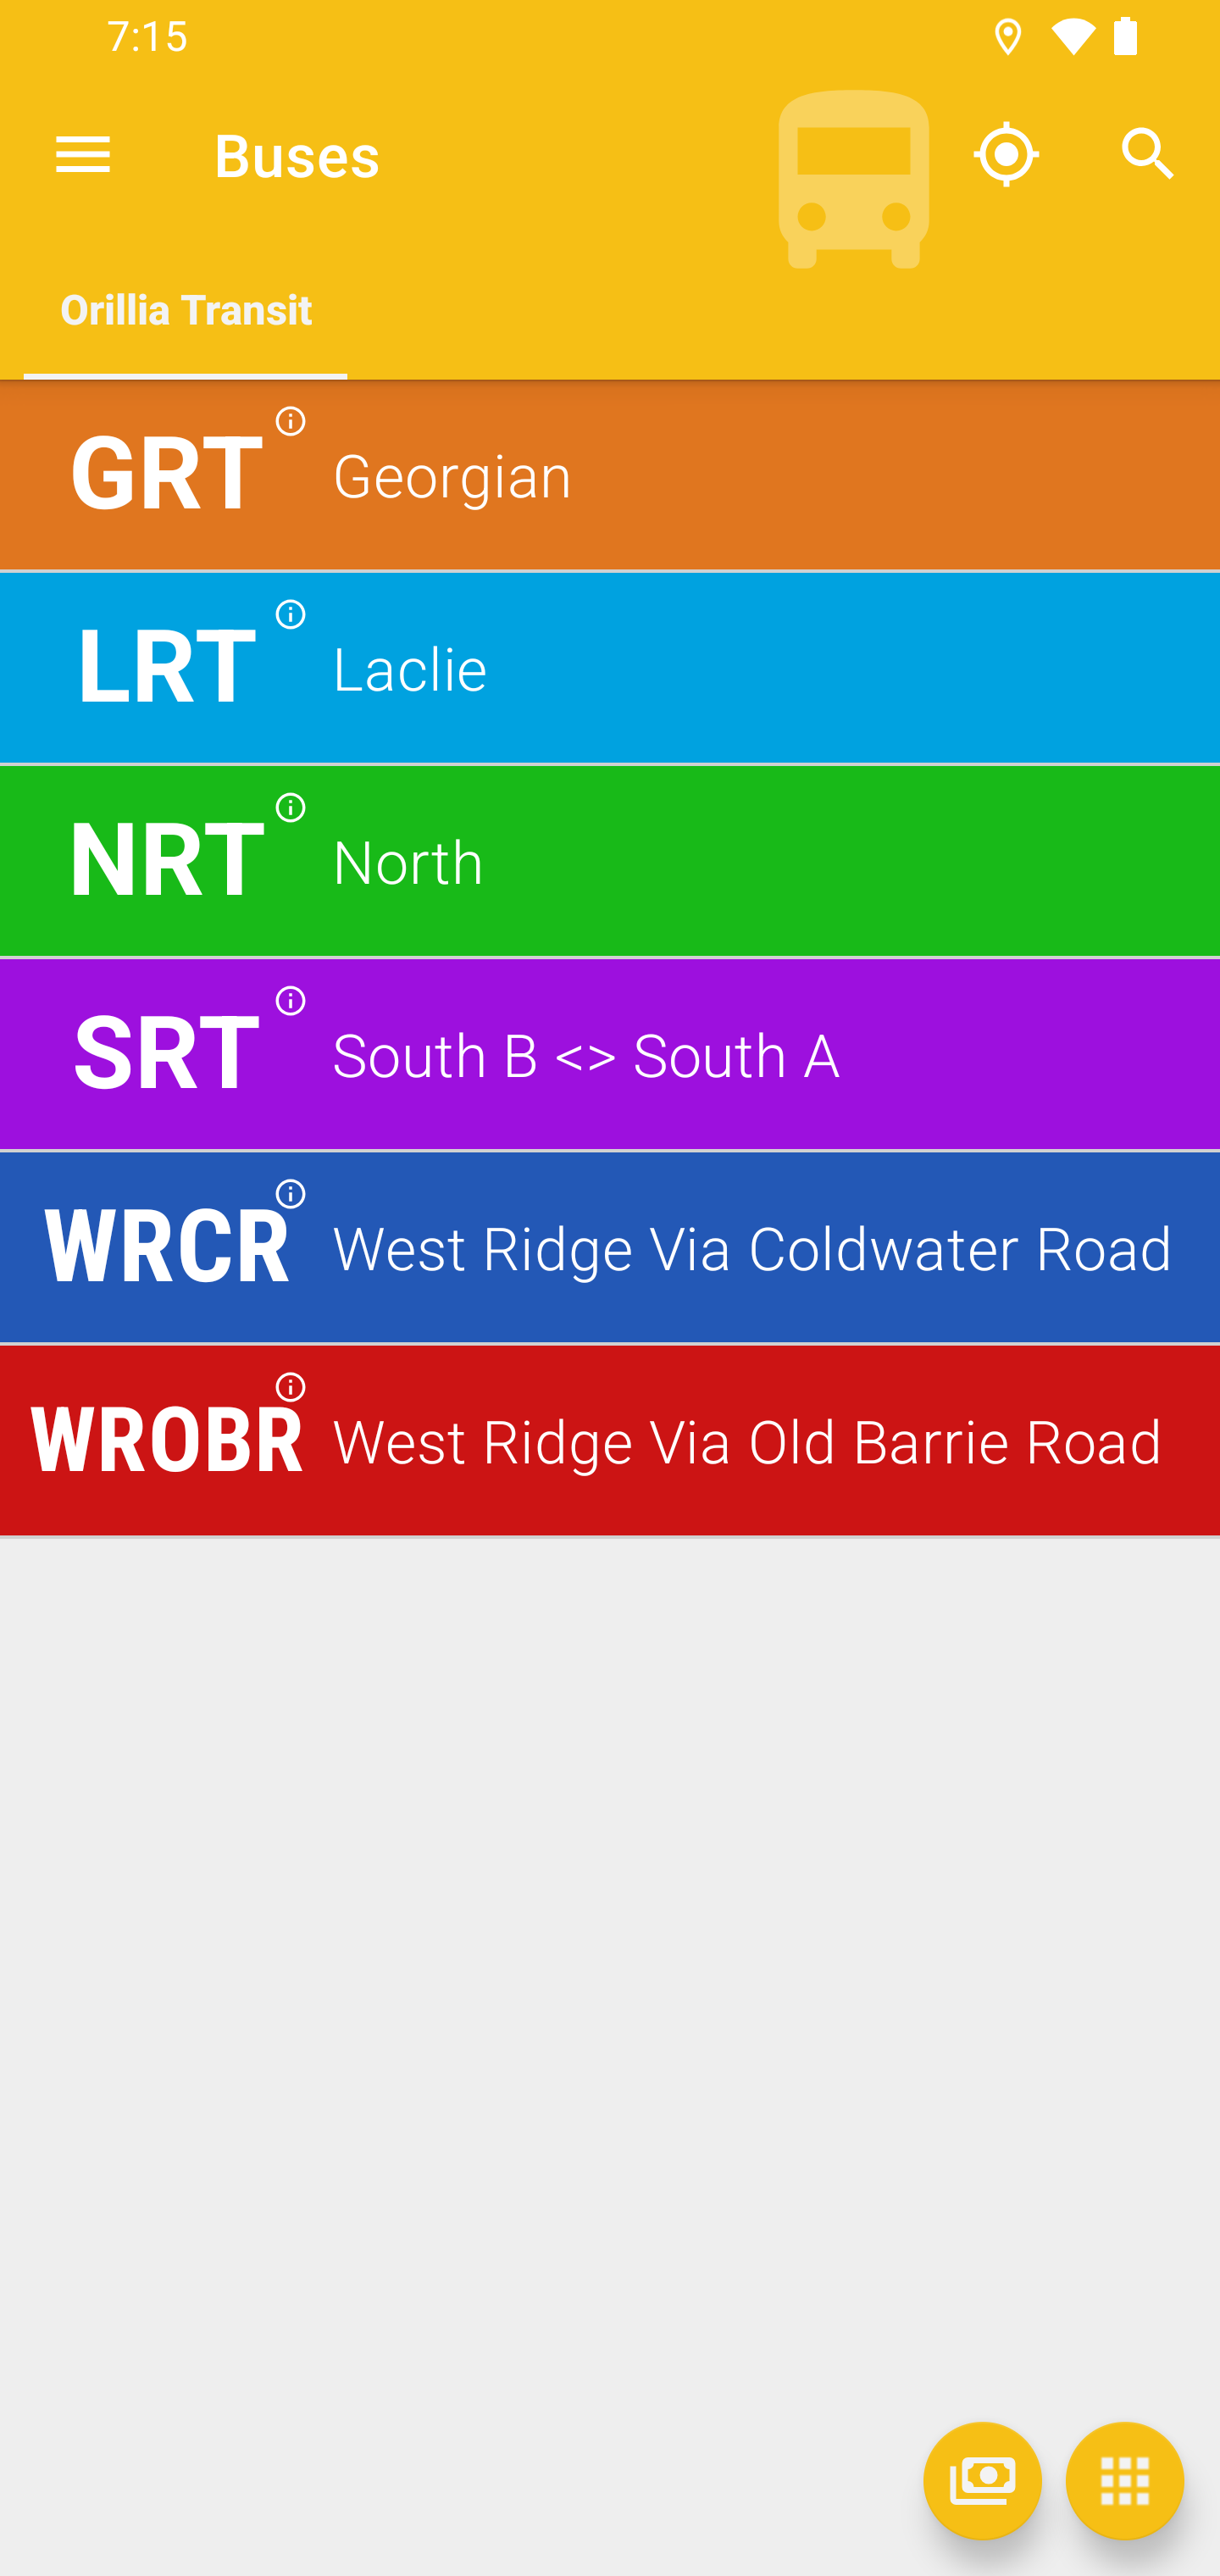 7:15
Buses
Orillia Transit
GRT Georgian
LRT Laclie
NRT North
SRT South B <> South A
WRCR West Ridge Via Coldwater Road
WROBR West Ridge Via Old Barrie Road